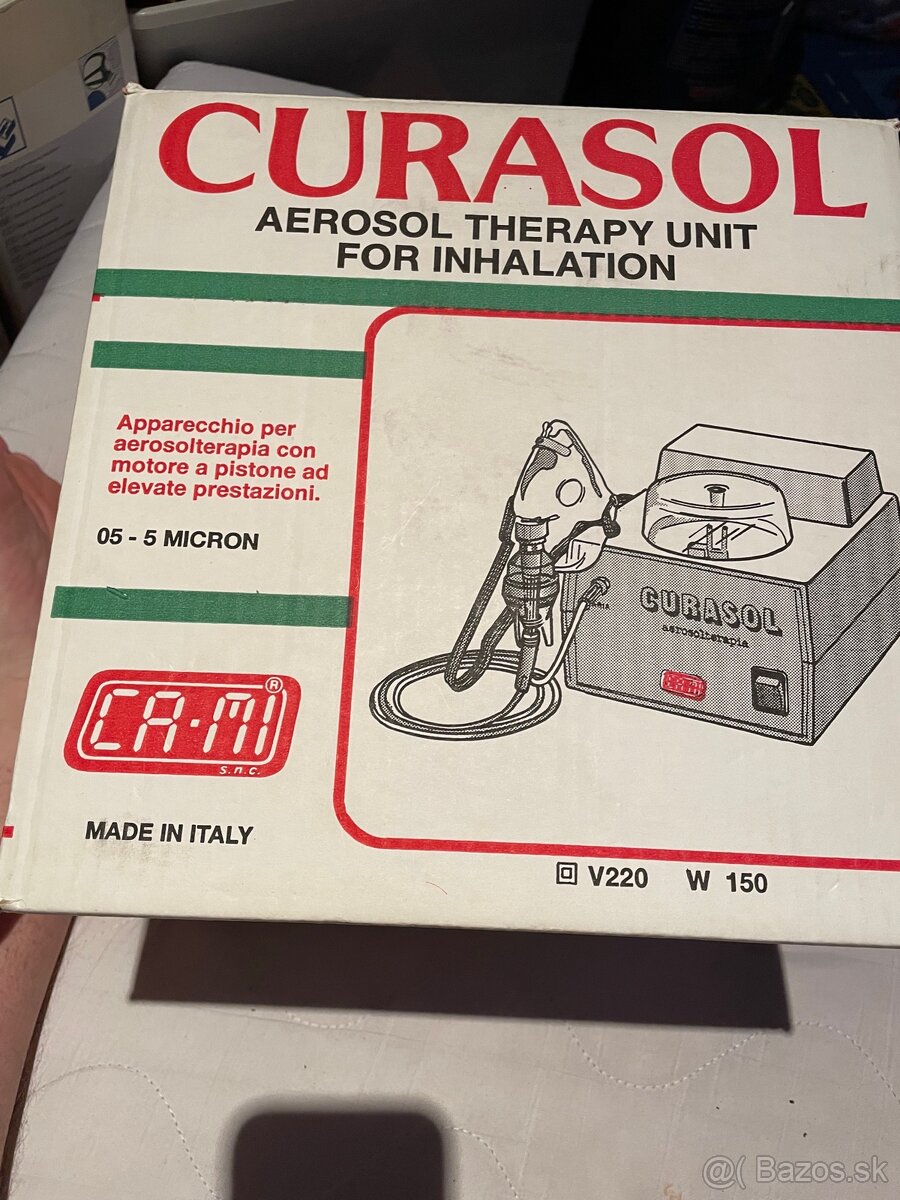 CURASOL
AEROSOL THERAPY UNIT
FOR INHALATION
Apparecchio per
aerosolterapia con
motore a pistone ad
elevate prestazioni.
05 - 5 MICRON
CURASOL
aerosolterapia
CA-MI®
s.n.c.
MADE IN ITALY
V220 W 150
@( Bazos.sk